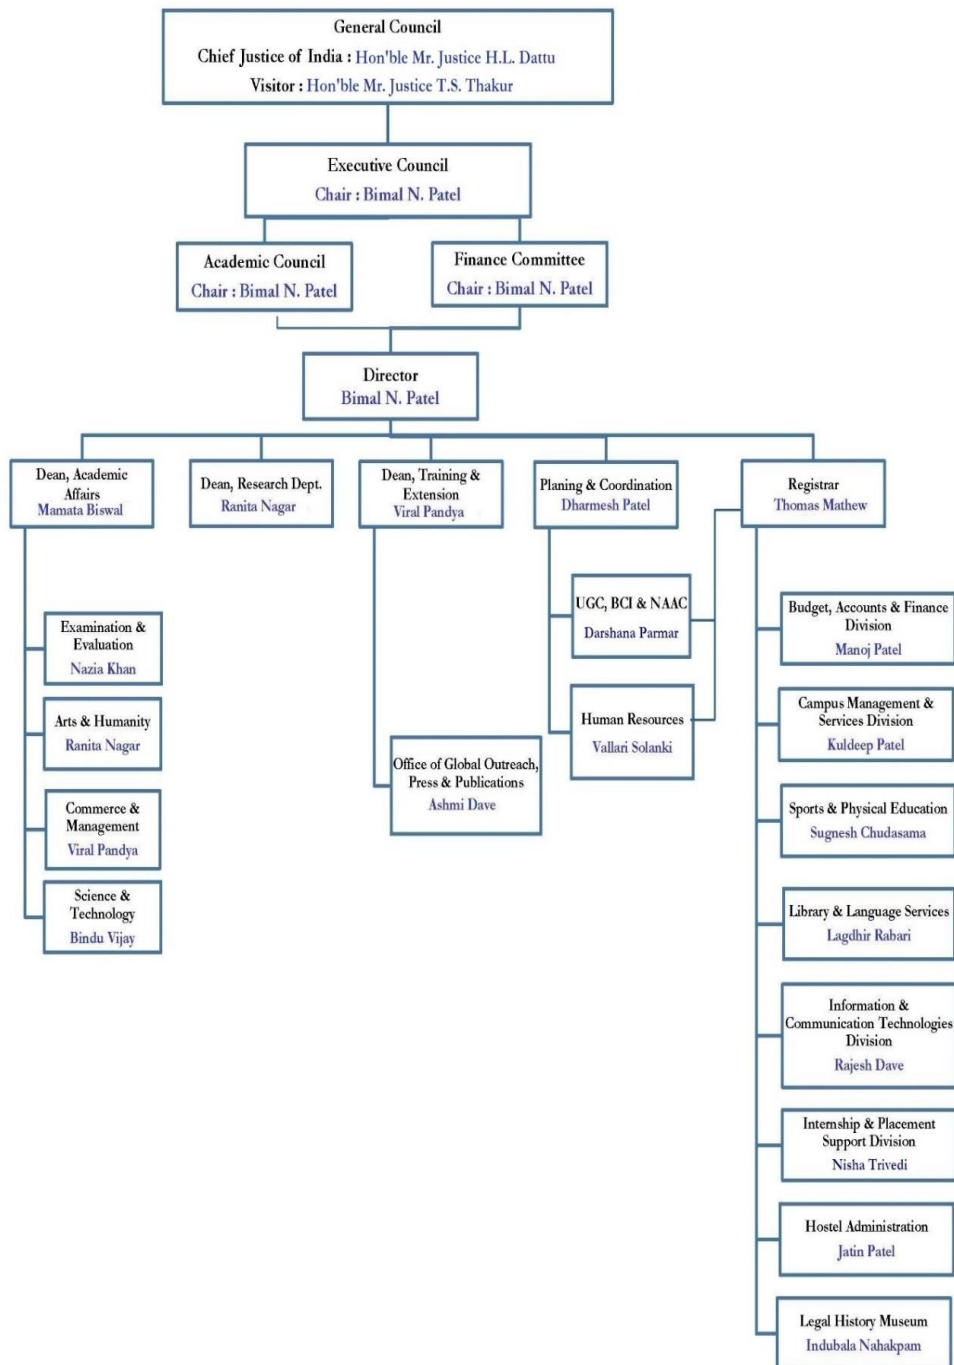 General Council
Chief Justice of India : Hon'ble Mr. Justice H.L. Dattu
Visitor : Hon'ble Mr. Justice T.S. Thakur
Executive Council
Chair : Bimal N. Patel
Academic Council
Chair : Bimal N. Patel
Finance Committee
Chair : Bimal N. Patel
Director
Bimal N. Patel
Dean, Academic
Affairs
Mamata Biswal
Dean, Research Dept.
Ranita Nagar
Dean, Training &
Extension
Viral Pandya
Planing & Coordination
Dharmesh Patel
Registrar
Thomas Mathew
Examination &
Evaluation
Nazia Khan
Arts & Humanity
Ranita Nagar
Commerce &
Management
Viral Pandya
Science &
Technology
Bindu Vijay
Office of Global Outreach,
Press & Publications
Ashmi Dave
UGC, BCI & NAAC
Darshana Parmar
Human Resources
Vallari Solanki
Budget, Accounts & Finance
Division
Manoj Patel
Campus Management &
Services Division
Kuldeep Patel
Sports & Physical Education
Sugnesh Chudasama
Library & Language Services
Lagdhir Rabari
Information &
Communication Technologies
Division
Rajesh Dave
Internship & Placement
Support Division
Nisha Trivedi
Hostel Administration
Jatin Patel
Legal History Museum
Indubala Nahakpam